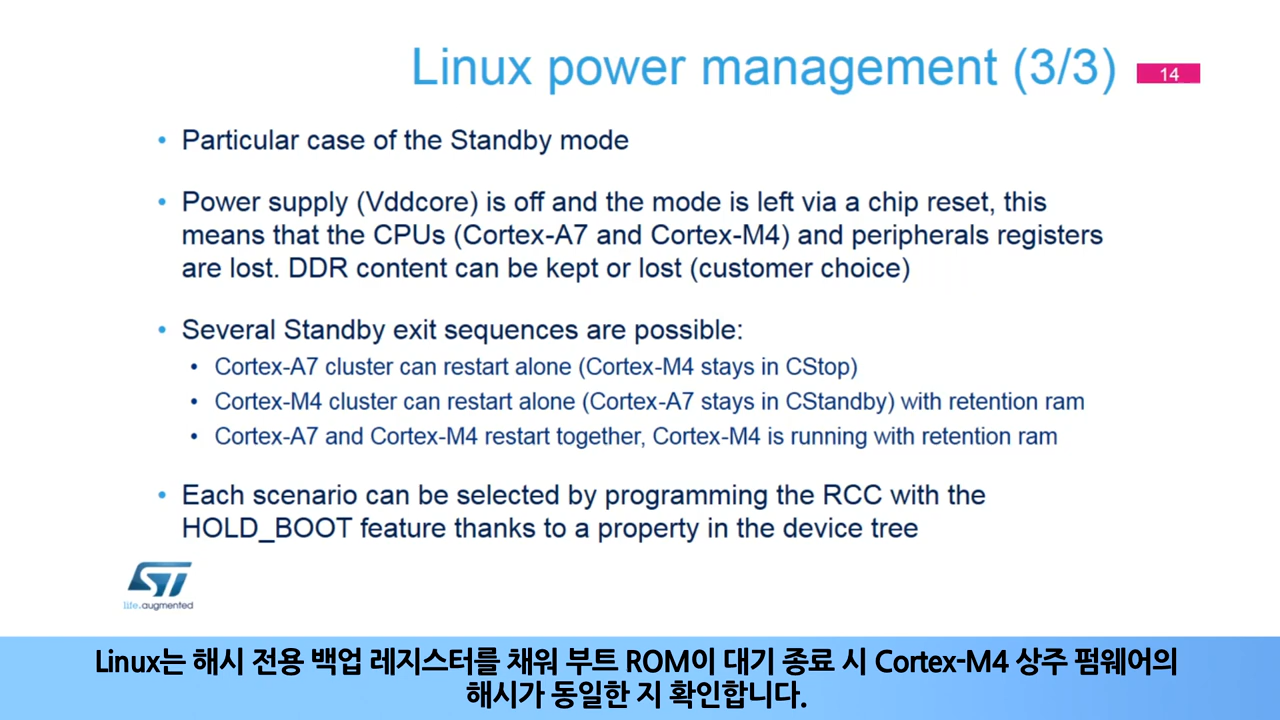 Linux power management (3/3)
14
• Particular case of the Standby mode
• Power supply (Vddcore) is off and the mode is left via a chip reset, this
means that the CPUs (Cortex-A7 and Cortex-M4) and peripherals registers
are lost. DDR content can be kept or lost (customer choice)
• Several Standby exit sequences are possible:
• Cortex-A7 cluster can restart alone (Cortex-M4 stays in CStop)
• Cortex-M4 cluster can restart alone (Cortex-A7 stays in CStandby) with retention ram
• Cortex-A7 and Cortex-M4 restart together, Cortex-M4 is running with retention ram
• Each scenario can be selected by programming the RCC with the
HOLD_BOOT feature thanks to a property in the device tree
ST
life.augmented
Linux는 해시 전용 백업 레지스터를 채워 부트 ROM이 대기 종료 시 Cortex-M4 상주 펌웨어의
해시가 동일한 지 확인합니다.